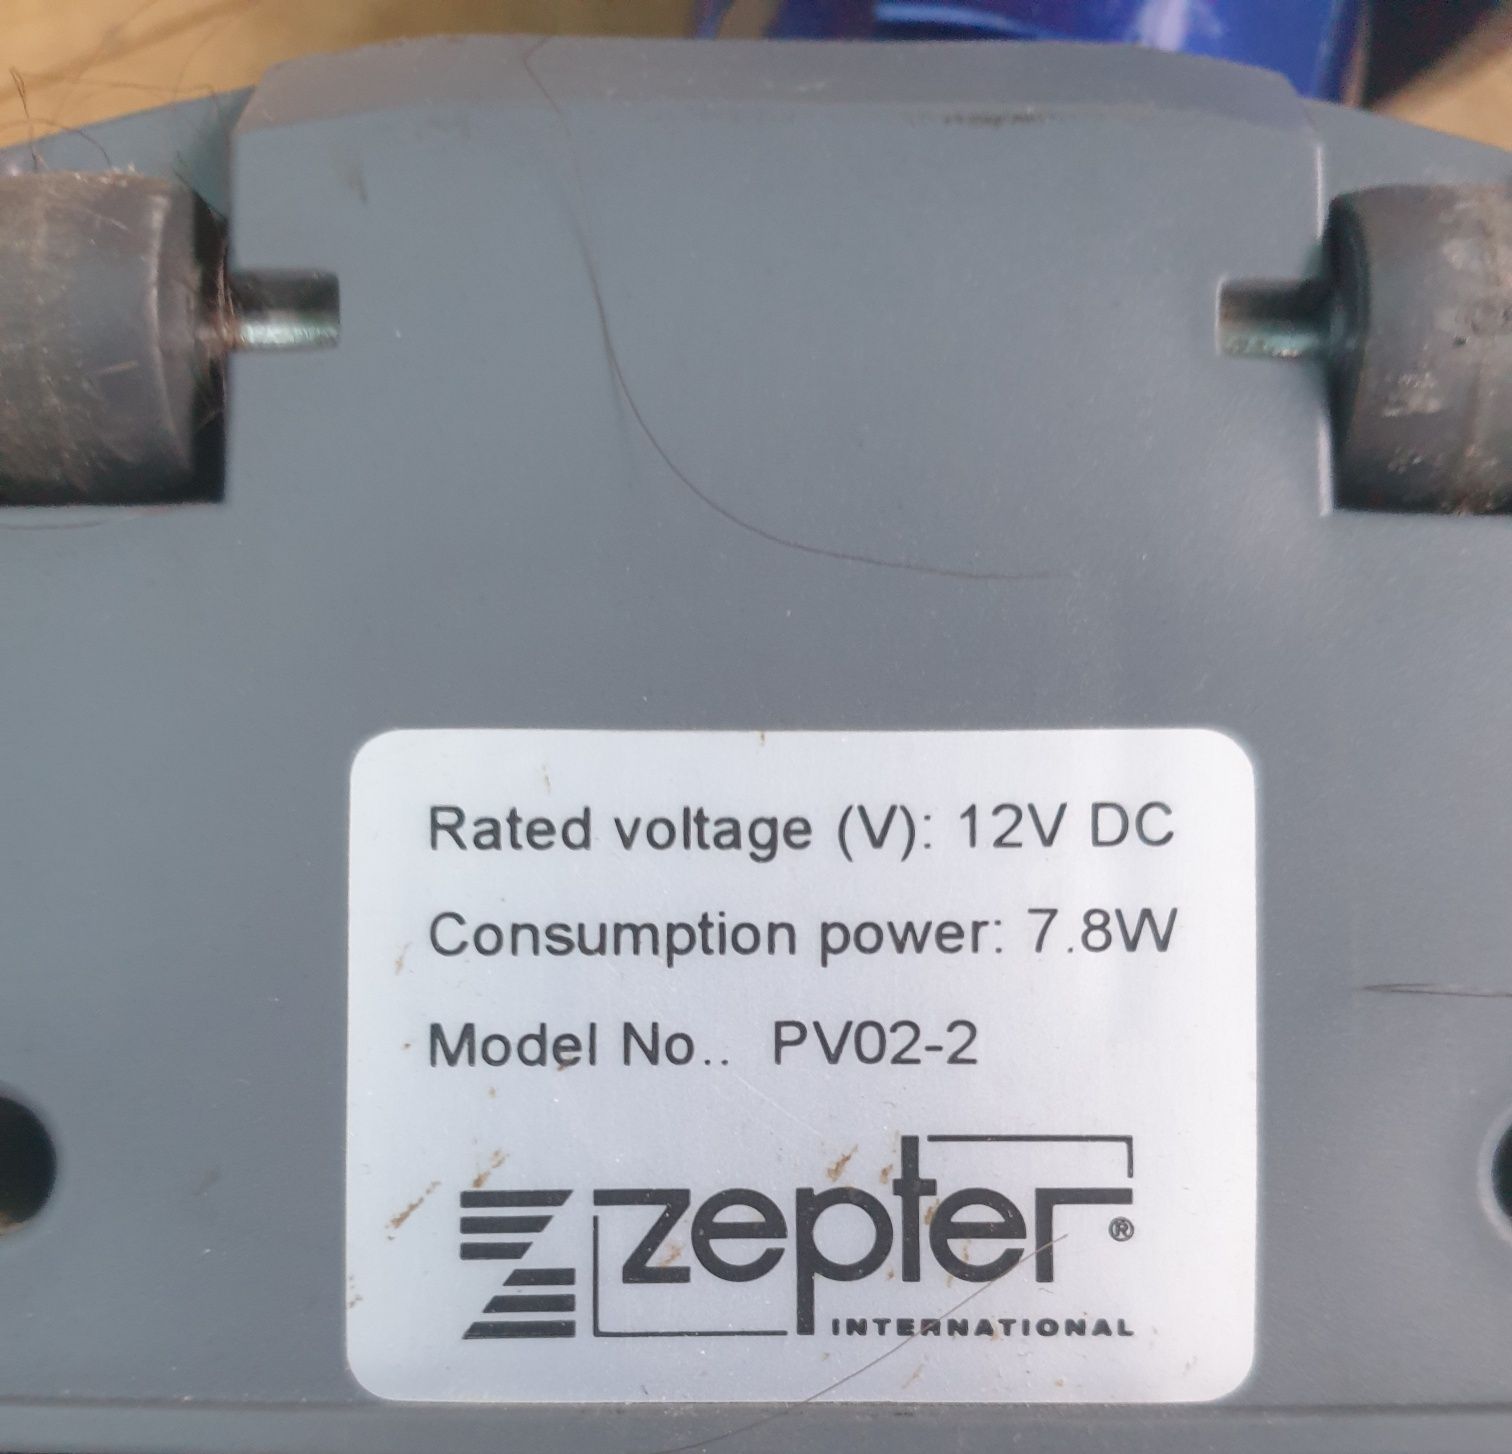 Rated voltage (V): 12V DC
Consumption power: 7.8W
Model No.. PV02-2
zepter®
INTERNATIONAL